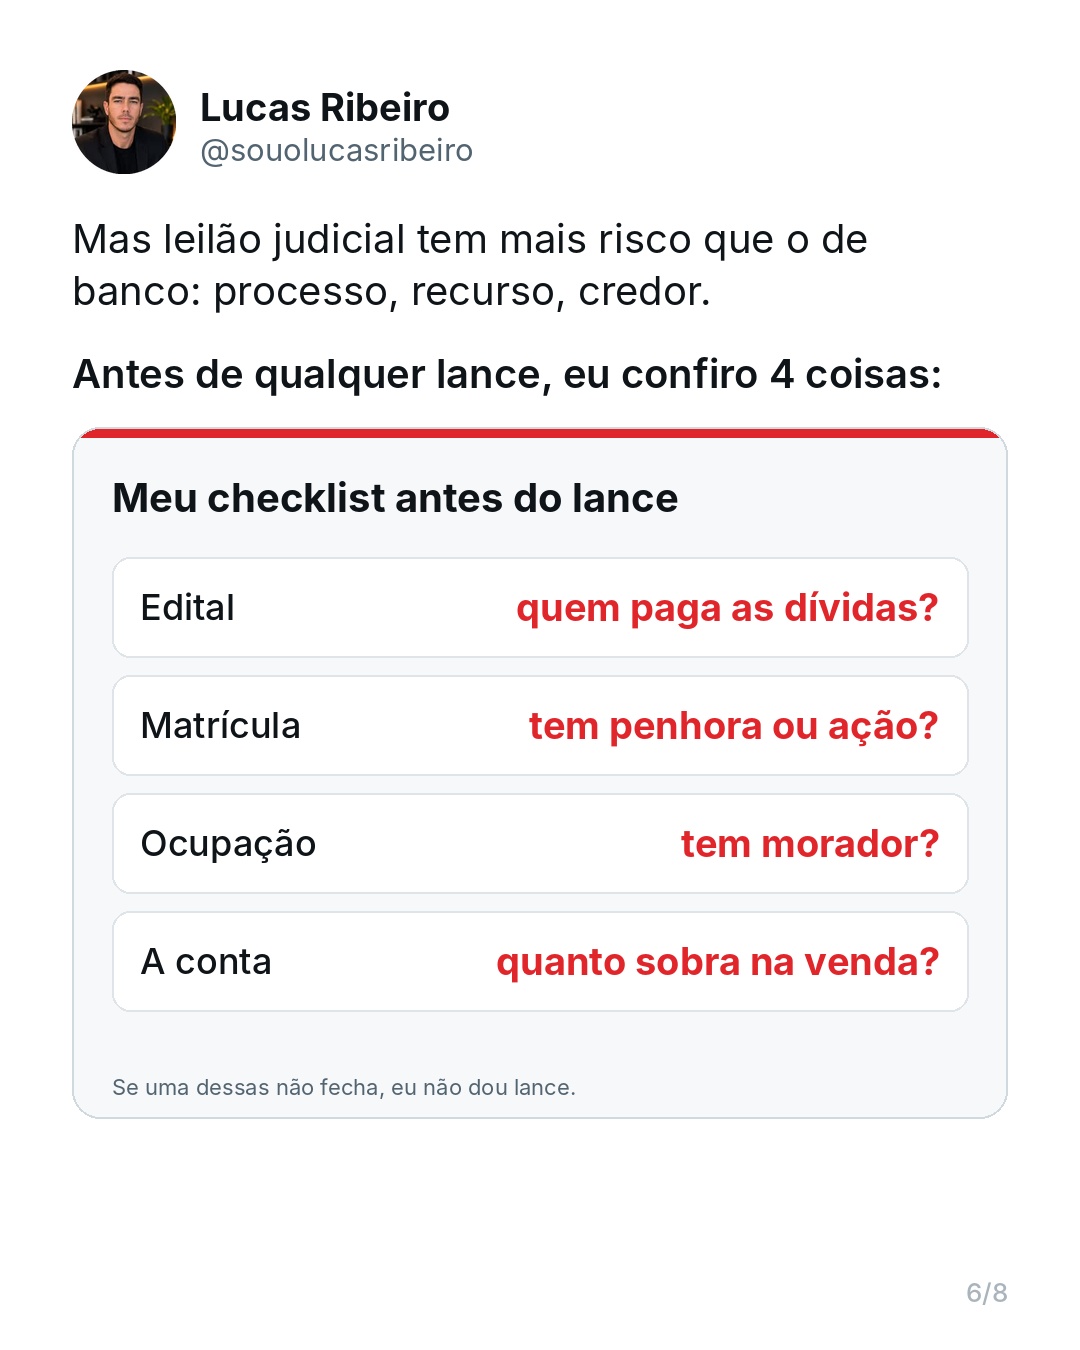 Lucas Ribeiro
@souolucasribeiro
Mas leilão judicial tem mais risco que o de
banco: processo, recurso, credor.
Antes de qualquer lance, eu confiro 4 coisas:
Meu checklist antes do lance
Edital quem paga as dívidas?
Matrícula tem penhora ou ação?
Ocupação tem morador?
A conta quanto sobra na venda?
Se uma dessas não fecha, eu não dou lance.
6/8